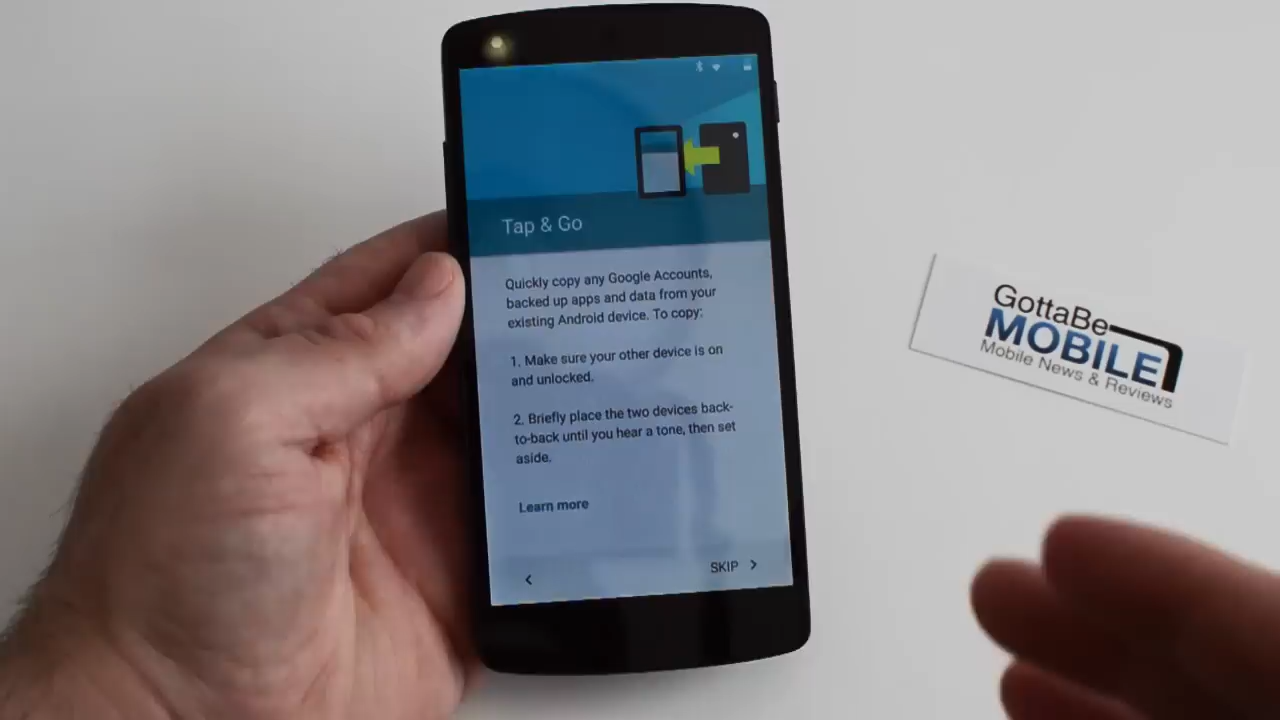 Tap & Go
Quickly copy any Google Accounts,
backed up apps and data from your
existing Android device. To copy:
1. Make sure your other device is on
and unlocked.
2. Briefly place the two devices back-
to-back until you hear a tone, then set
aside.
Learn more
SKIP
GottaBe
MOBILE
Mobile News & Reviews